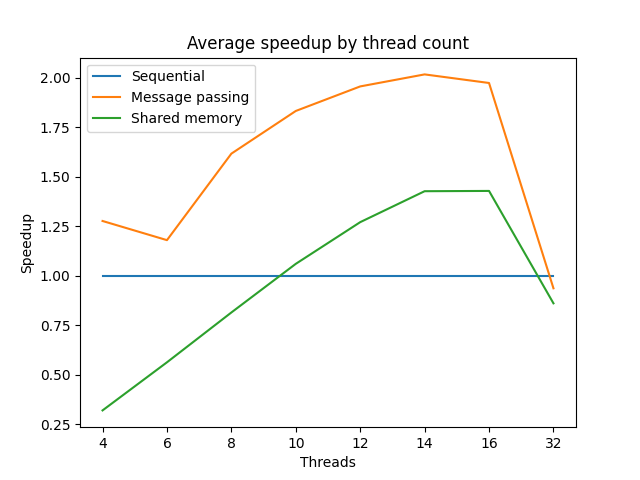 Average speedup by thread count
Sequential
Message passing
Shared memory
2.00
1.75
1.50
1.25
1.00
0.75
0.50
0.25
Speedup
4 6 8 10 12 14 16 32
Threads